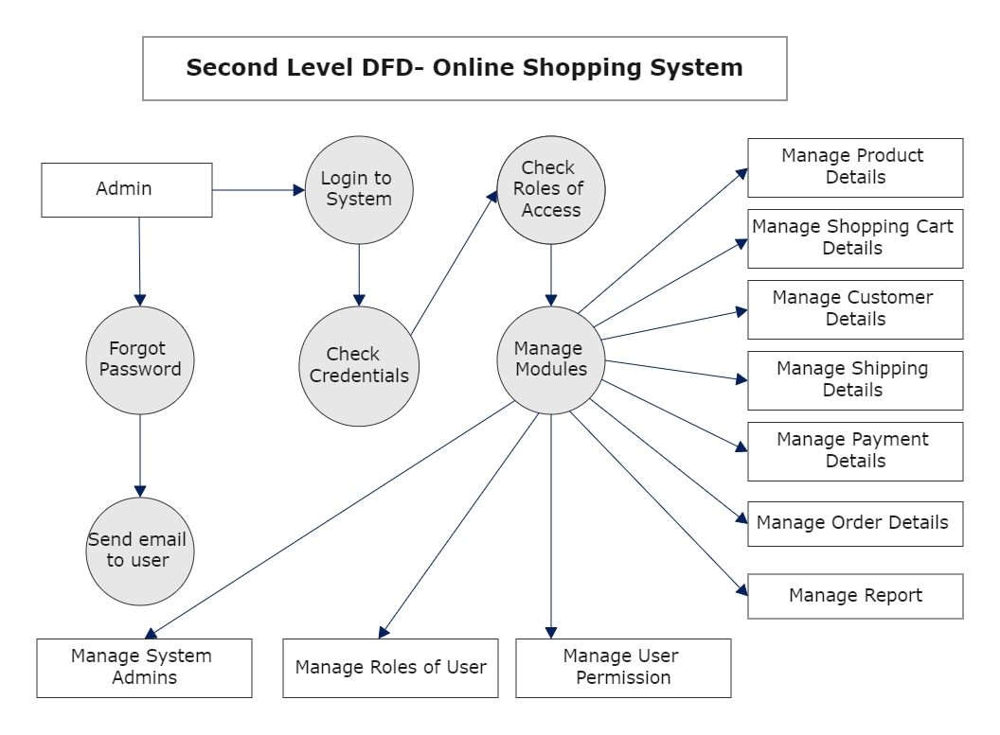 Second Level DFD- Online Shopping System
Admin
Login to
System
Check
Roles of
Access
Manage Product
Details
Manage Shopping Cart
Details
Manage Customer
Details
Forgot
Password
Check
Credentials
Manage
Modules
Manage Shipping
Details
Manage Payment
Details
Manage Order Details
Send email
to user
Manage Report
Manage System
Admins
Manage Roles of User
Manage User
Permission